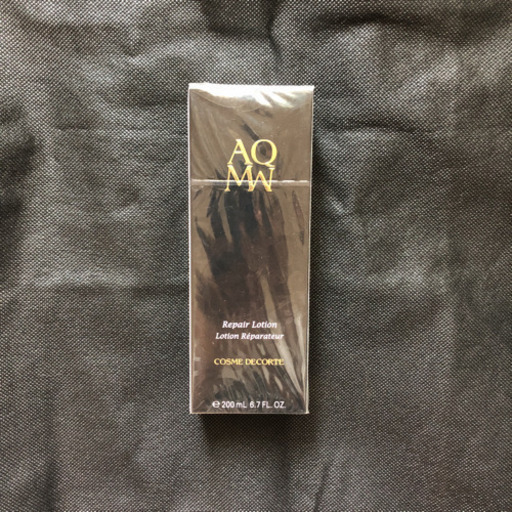 AQ
MW
Repair Lotion
Lotion Réparateur
COSME DECORTE
℮ 200 mL 6.7 FL. OZ.